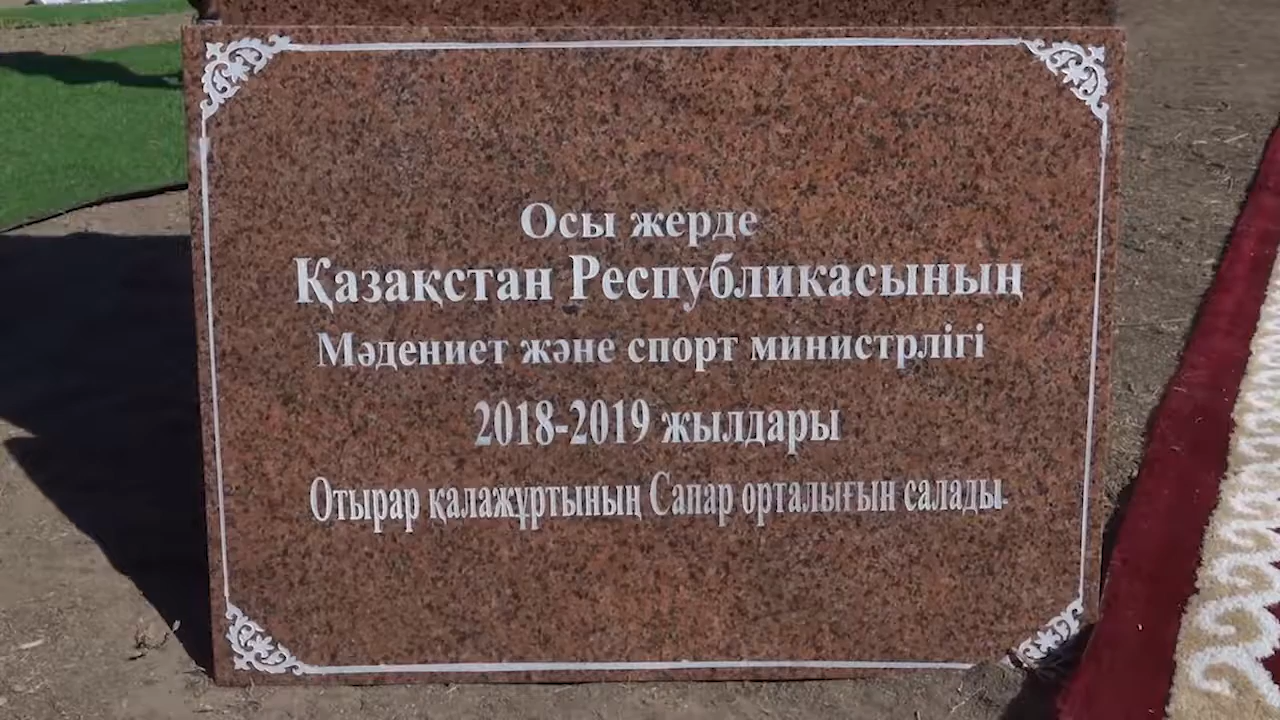 Осы жерде
Қазақстан Республикасының
Мәдениет және спорт министрлігі
2018-2019 жылдары
Отырар қалажұртының Сапар орталығын салады